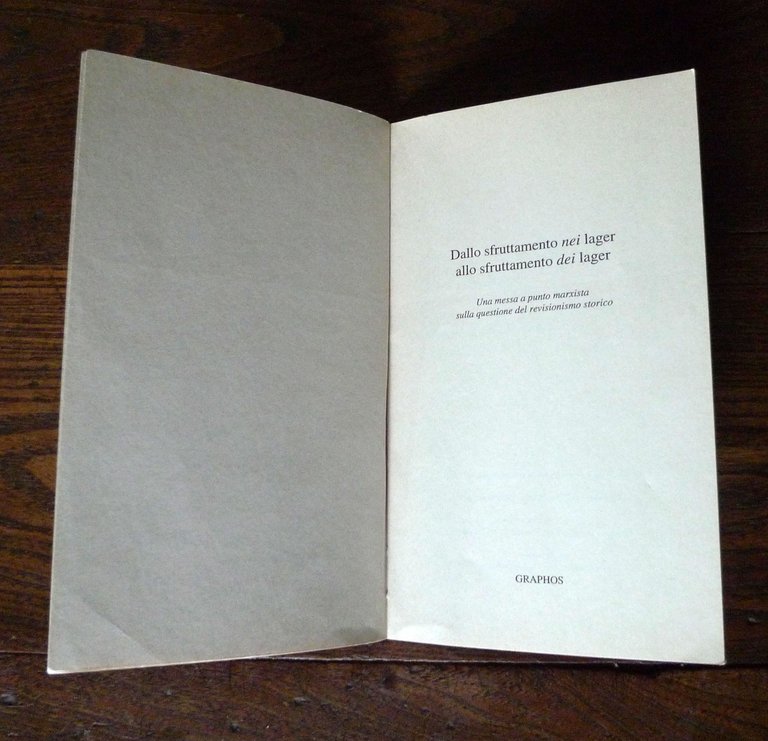 Dallo sfruttamento nei lager
allo sfruttamento dei lager
Una messa a punto marxista
sulla questione del revisionismo storico
GRAPHOS